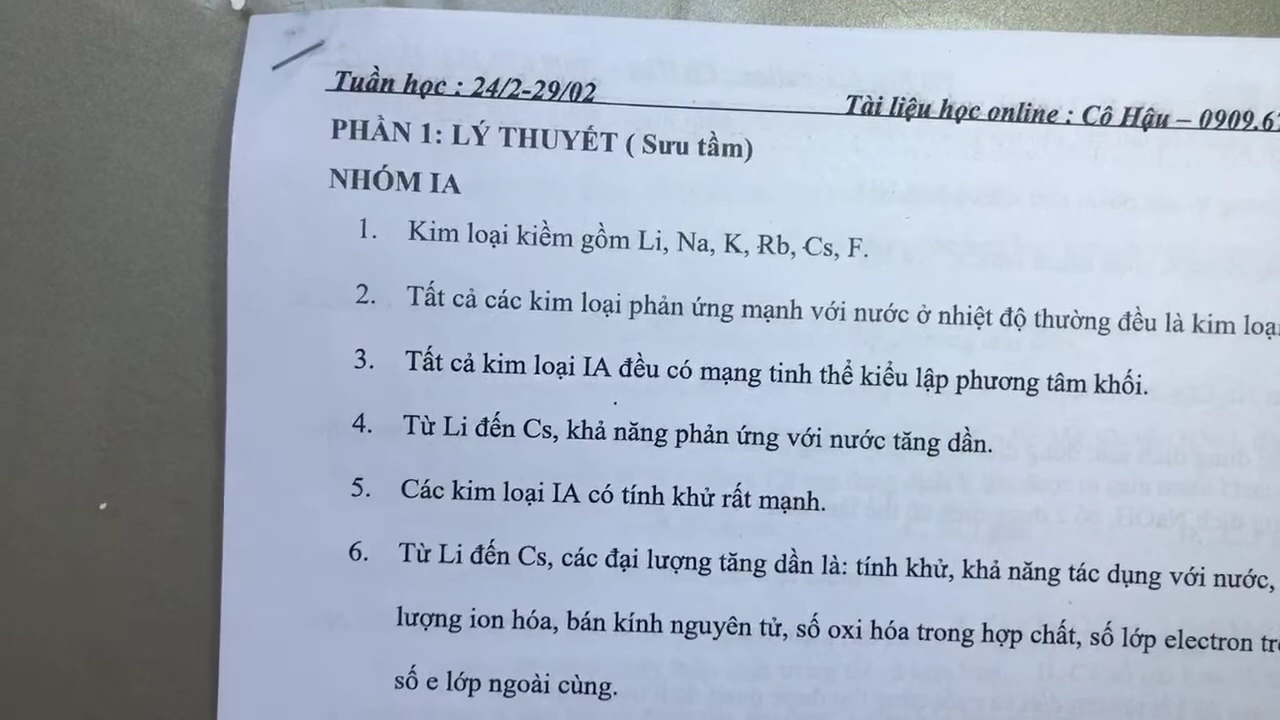 Tuần học : 24/2-29/02
Tài liệu học online : Cô Hậu – 0909.6
PHẦN 1: LÝ THUYẾT ( Sưu tầm)
NHÓM IA
1. Kim loại kiềm gồm Li, Na, K, Rb, Cs, F.
2. Tất cả các kim loại phản ứng mạnh với nước ở nhiệt độ thường đều là kim loạ
3. Tất cả kim loại IA đều có mạng tinh thể kiểu lập phương tâm khối.
4. Từ Li đến Cs, khả năng phản ứng với nước tăng dần.
5. Các kim loại IA có tính khử rất mạnh.
6. Từ Li đến Cs, các đại lượng tăng dần là: tính khử, khả năng tác dụng với nước,
lượng ion hóa, bán kính nguyên tử, số oxi hóa trong hợp chất, số lớp electron tr
số e lớp ngoài cùng.